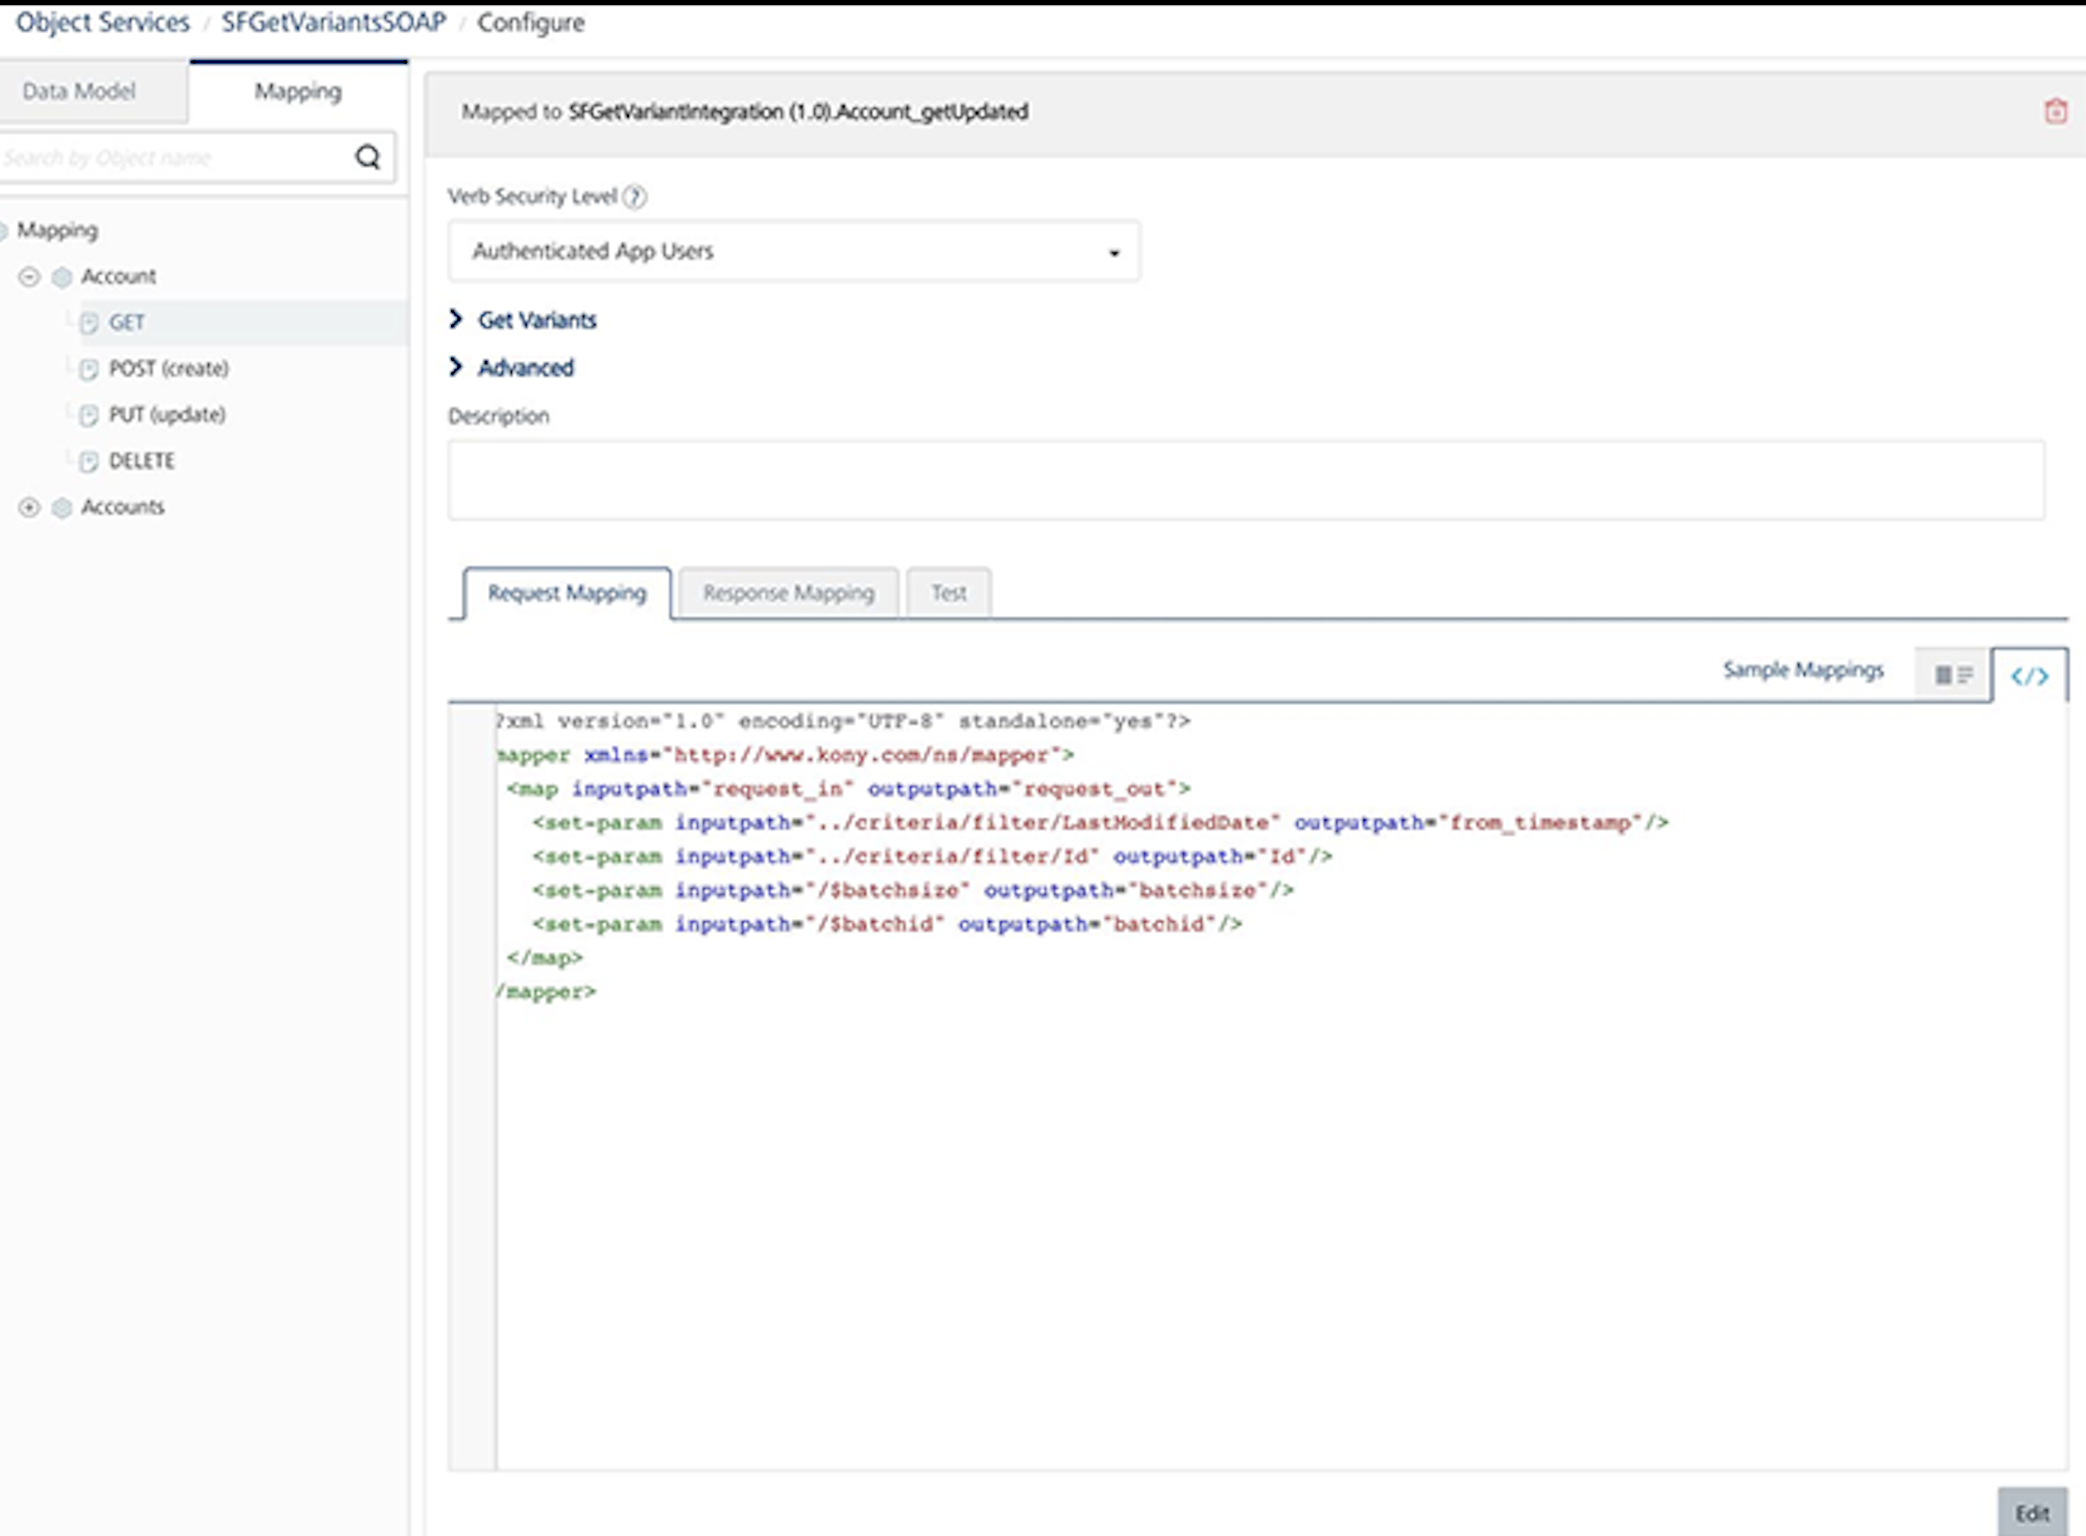 Object Services / SFGetVariantsSOAP / Configure
Data Model
Mapping
Search by Object name
Mapping
Account
GET
POST (create)
PUT (update)
DELETE
Accounts
Mapped to SFGetVariantIntegration (1.0).Account_getUpdated
Verb Security Level ?
Authenticated App Users
Get Variants
Advanced
Description
Request Mapping
Response Mapping
Test
Sample Mappings
</>
?xml version="1.0" encoding="UTF-8" standalone="yes"?>
mapper xmlns="http://www.kony.com/ns/mapper">
<map inputpath="request_in" outputpath="request_out">
<set-param inputpath="../criteria/filter/LastModifiedDate" outputpath="from_timestamp"/>
<set-param inputpath="../criteria/filter/Id" outputpath="Id"/>
<set-param inputpath="/$batchsize" outputpath="batchsize"/>
<set-param inputpath="/$batchid" outputpath="batchid"/>
</map>
/mapper>
Edit